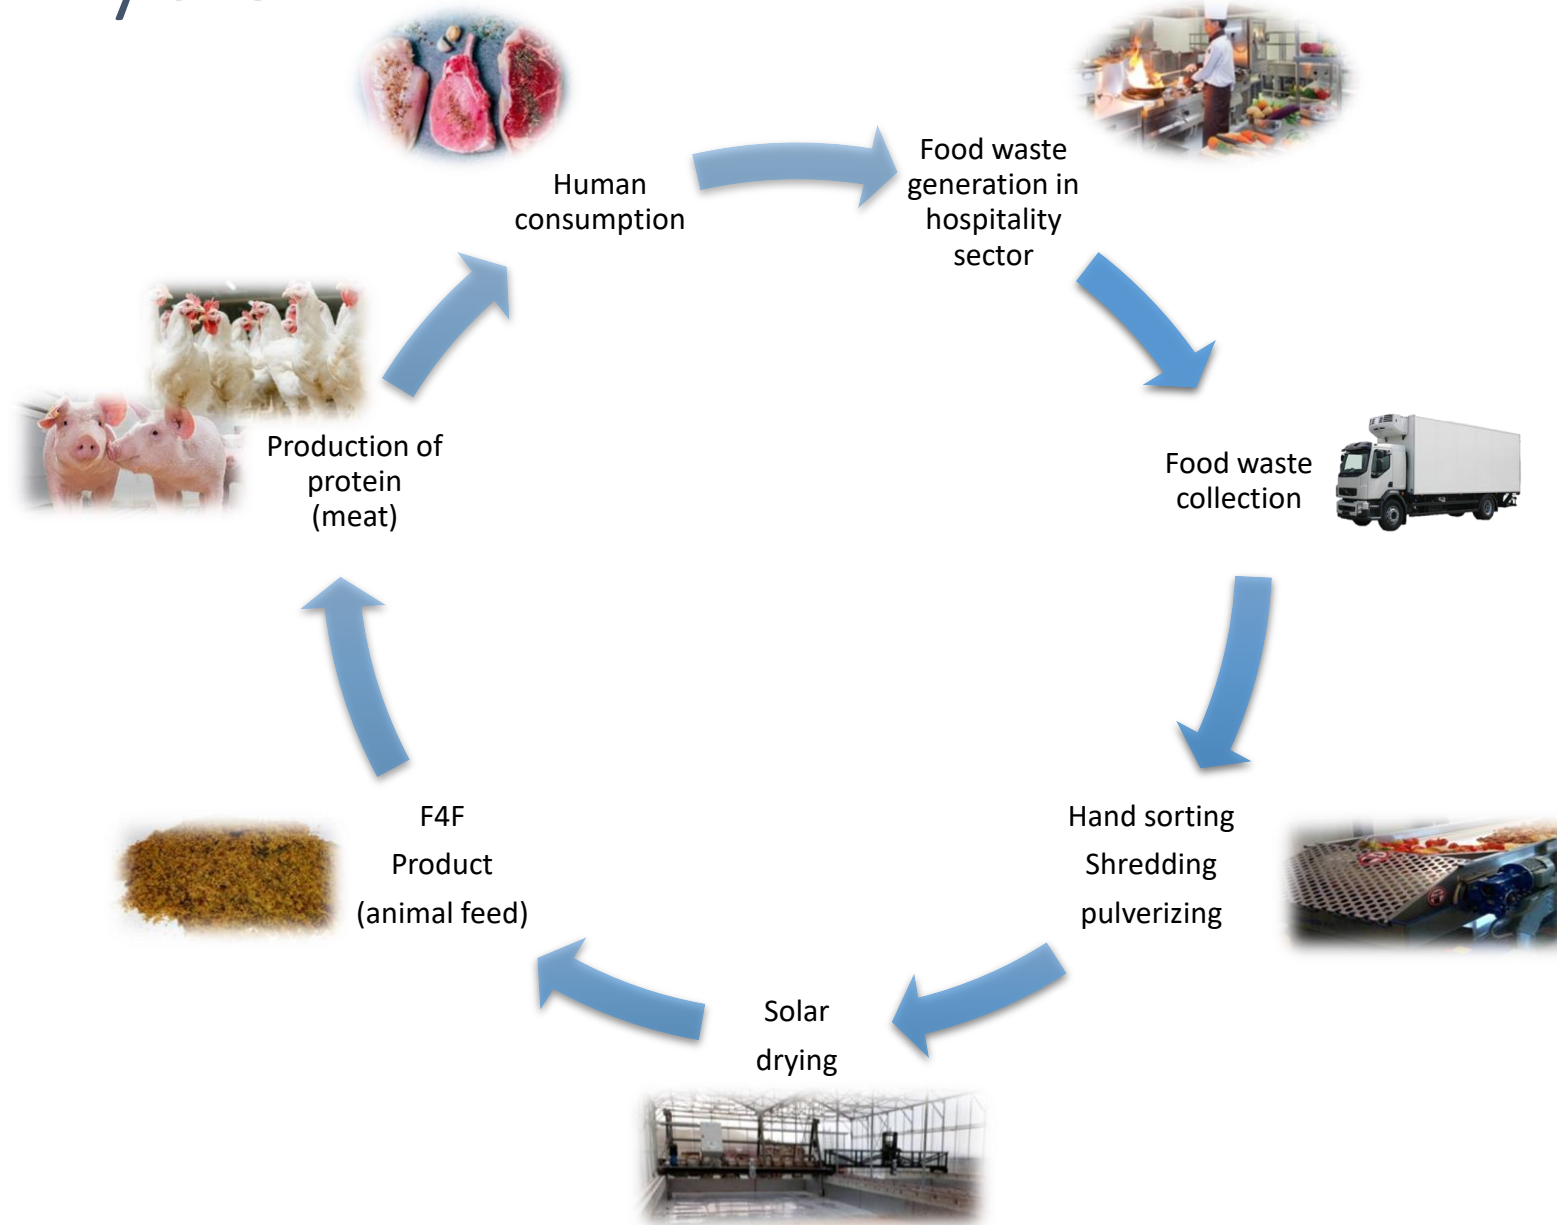 Human
consumption
Food waste
generation in
hospitality
sector
Food waste
collection
Hand sorting
Shredding
pulverizing
Solar
drying
F4F
Product
(animal feed)
Production of
protein
(meat)